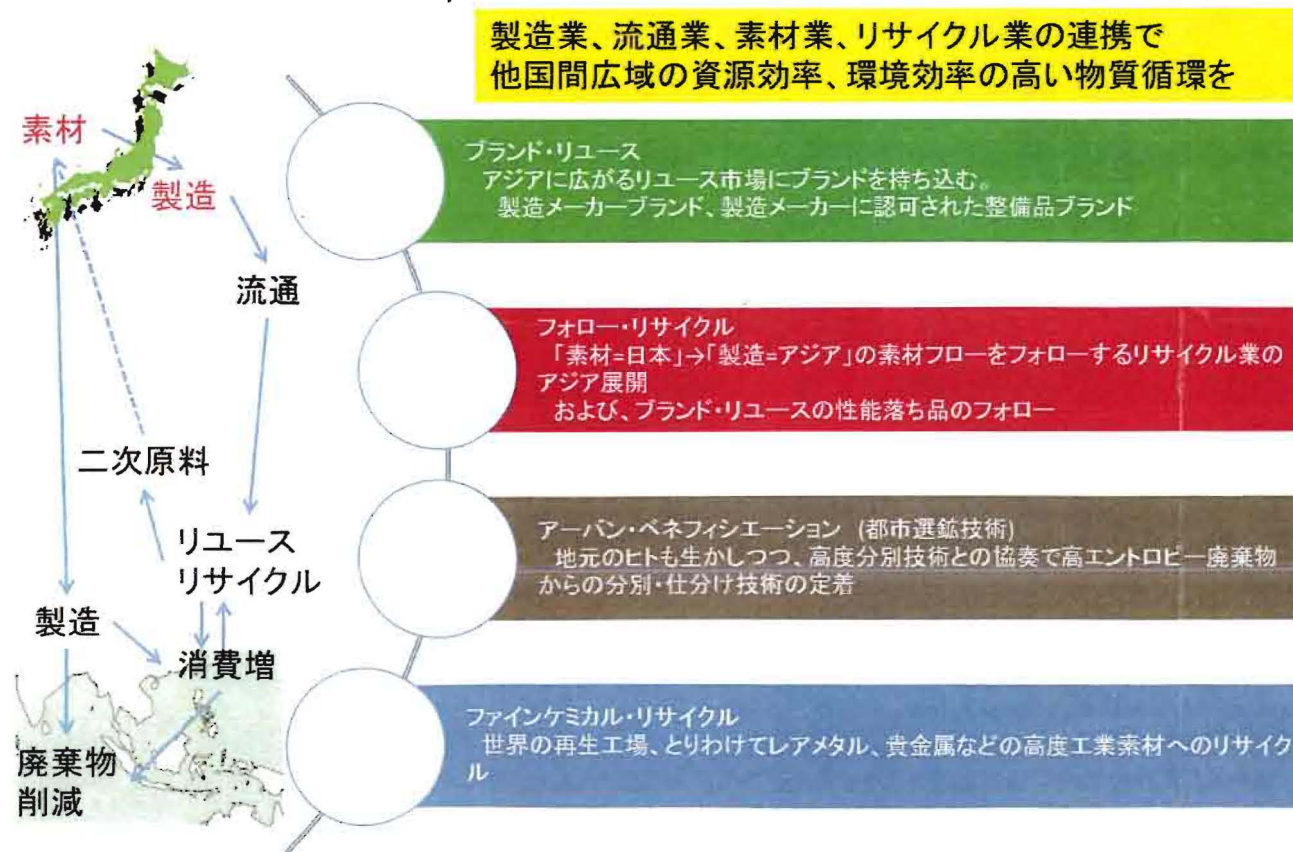 製造業、流通業、素材業、リサイクル業の連携で
他国間広域の資源効率、環境効率の高い物質循環を
素材
製造
流通
二次原料
リユース
リサイクル
製造
消費増
廃棄物
削減
ブランド・リユース
アジアに広がるリユース市場にブランドを持ち込む。
製造メーカーブランド、製造メーカーに認可された整備品ブランド
フォロー・リサイクル
「素材=日本」→「製造=アジア」の素材フローをフォローするリサイクル業の
アジア展開
および、ブランド・リユースの性能落ち品のフォロー
アーバン・ベネフィシエーション (都市選鉱技術)
地元のヒトも生かしつつ、高度分別技術との協奏で高エントロピー廃棄物
からの分別・仕分け技術の定着
ファインケミカル・リサイクル
世界の再生工場、とりわけてレアメタル、貴金属などの高度工業素材へのリサイク
ル